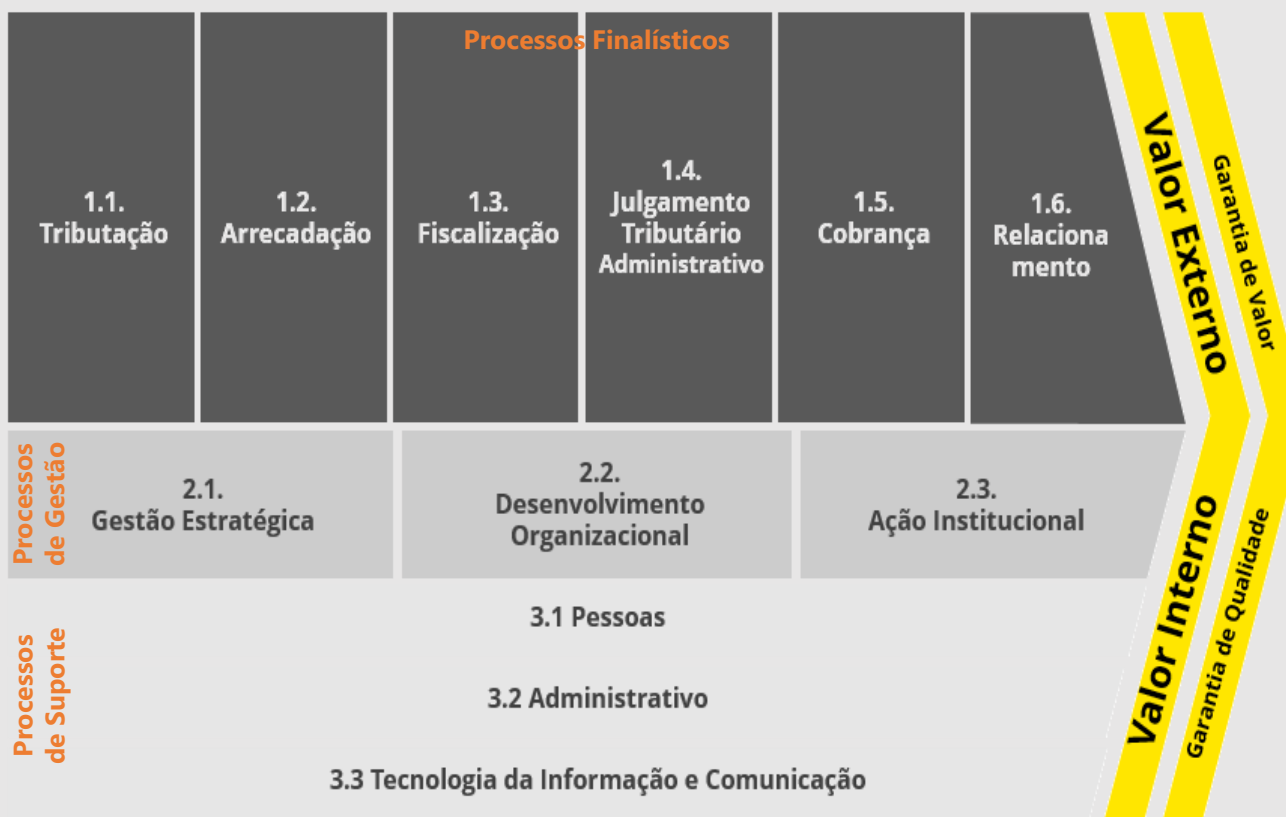 Processos Finalísticos
1.1.
Tributação
1.2.
Arrecadação
1.3.
Fiscalização
1.4.
Julgamento
Tributário
Administrativo
1.5.
Cobrança
1.6.
Relaciona
mento
Valor Externo
Garantia de Valor
Processos
de Gestão
2.1.
Gestão Estratégica
2.2.
Desenvolvimento
Organizacional
2.3.
Ação Institucional
Processos
de Suporte
3.1 Pessoas
3.2 Administrativo
3.3 Tecnologia da Informação e Comunicação
Valor Interno
Garantia de Qualidade